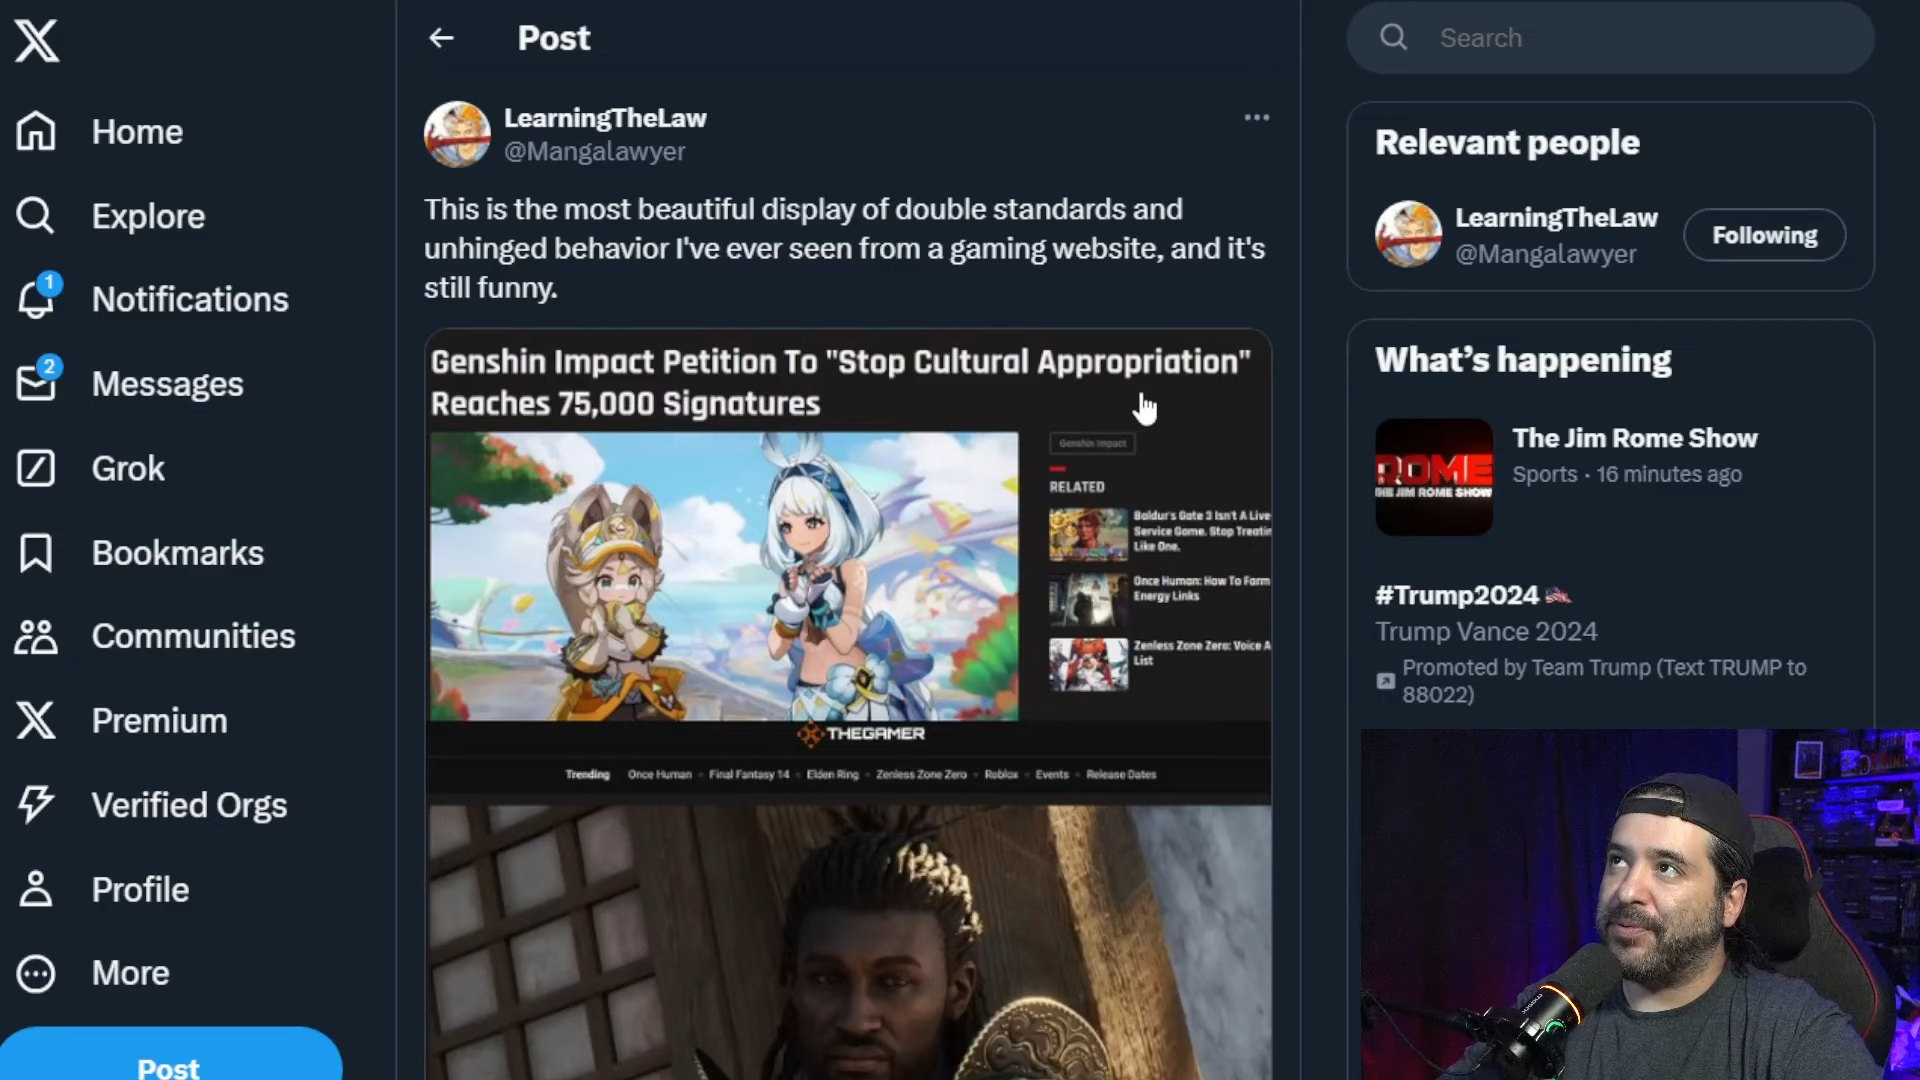 Home
Explore
1
Notifications
2
Messages
Grok
Bookmarks
Communities
Premium
Verified Orgs
Profile
More
Post
Post
LearningTheLaw
@Mangalawyer
This is the most beautiful display of double standards and
unhinged behavior I've ever seen from a gaming website, and it's
still funny.
Genshin Impact Petition To "Stop Cultural Appropriation"
Reaches 75,000 Signatures
Genshin Impact
RELATED
Baldur's Gate 3 Isn't A Live
Service Game. Stop Treatin
Like One.
Once Human: How To Farm
Energy Links
Zenless Zone Zero: Voice A
List
THEGAMER
Trending Once Human Final Fantasy 14 Elden Ring Zenless Zone Zero Roblox Events Release Dates
Search
Relevant people
LearningTheLaw
@Mangalawyer
Following
What's happening
ROME
THE JIM ROME SHOW
The Jim Rome Show
Sports · 16 minutes ago
#Trump2024
Trump Vance 2024
Promoted by Team Trump (Text TRUMP to
88022)